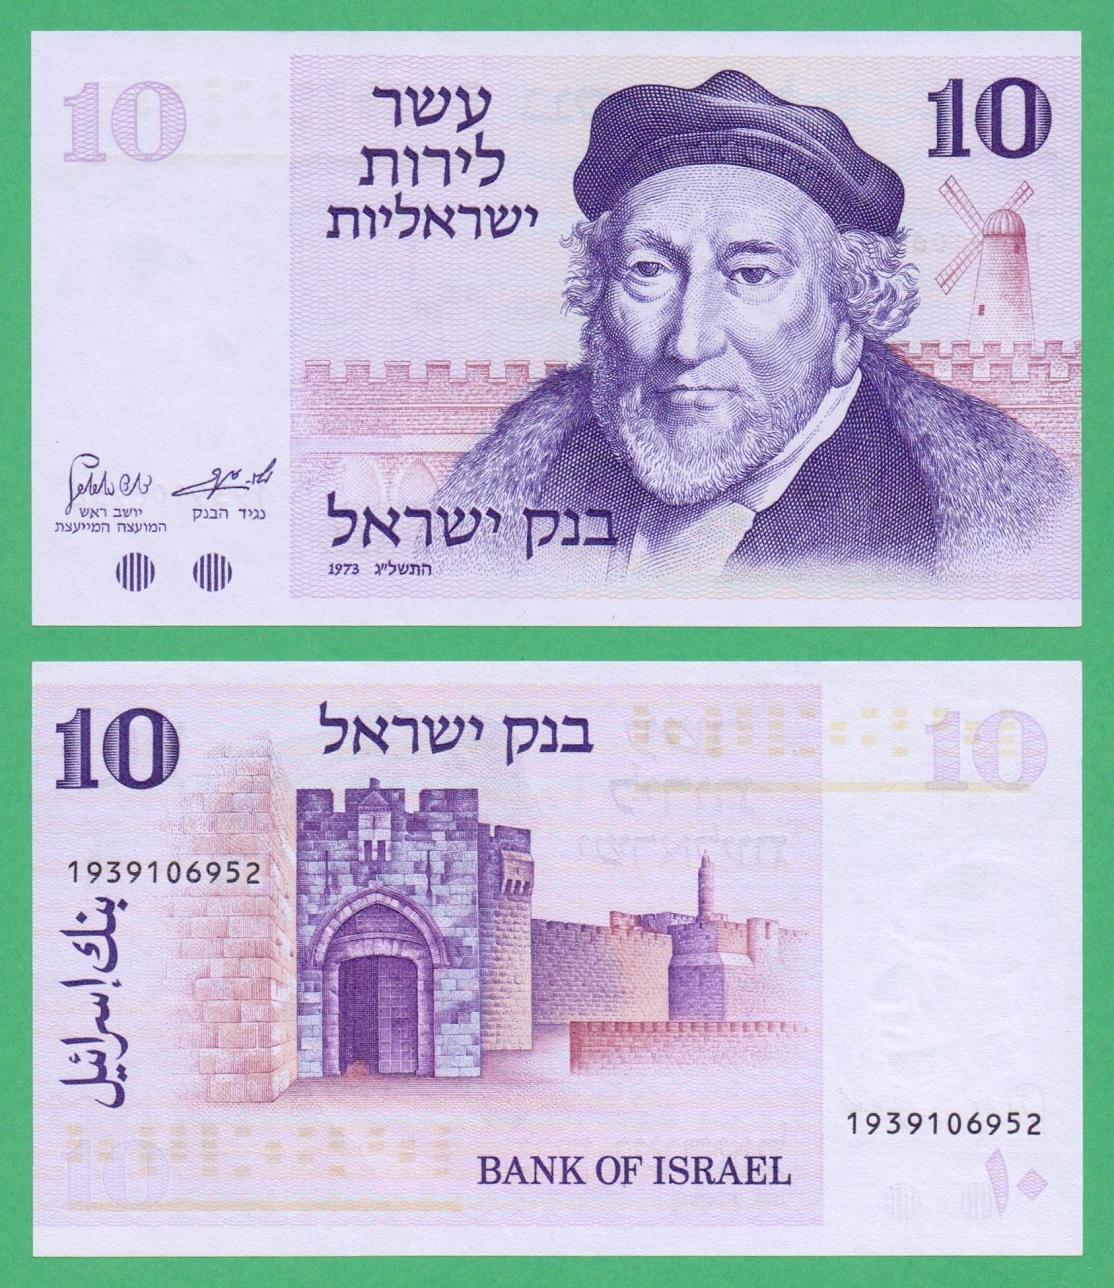 10
עשר
לירות
ישראליות
10
יושב ראש
המועצה המייעצת
נגיד הבנק
בנק ישראל
התשל"ג 1973
10
בנק ישראל
10
1939106952
بنك إسرائيل
10
BANK OF ISRAEL
1939106952
١٠